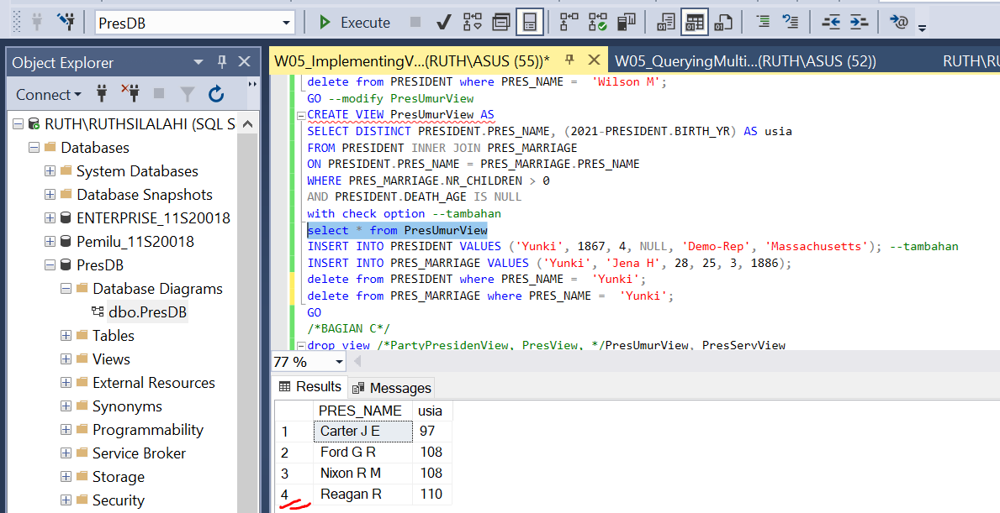 PresDB
Execute
Object Explorer
Connect
RUTH\RUTHSILALAHI (SQL S
Databases
System Databases
Database Snapshots
ENTERPRISE_11S20018
Pemilu_11S20018
PresDB
Database Diagrams
dbo.PresDB
Tables
Views
External Resources
Synonyms
Programmability
Service Broker
Storage
Security
W05_ImplementingV...(RUTH\ASUS (55))*
W05_QueryingMulti...(RUTH\ASUS (52))
RUTH\RU
delete from PRESIDENT where PRES_NAME =  'Wilson M';
GO --modify PresUmurView
CREATE VIEW PresUmurView AS
SELECT DISTINCT PRESIDENT.PRES_NAME, (2021-PRESIDENT.BIRTH_YR) AS usia
FROM PRESIDENT INNER JOIN PRES_MARRIAGE
ON PRESIDENT.PRES_NAME = PRES_MARRIAGE.PRES_NAME
WHERE PRES_MARRIAGE.NR_CHILDREN > 0
AND PRESIDENT.DEATH_AGE IS NULL
with check option --tambahan
select * from PresUmurView
INSERT INTO PRESIDENT VALUES ('Yunki', 1867, 4, NULL, 'Demo-Rep', 'Massachusetts'); --tambahan
INSERT INTO PRES_MARRIAGE VALUES ('Yunki', 'Jena H', 28, 25, 3, 1886);
delete from PRESIDENT where PRES_NAME =  'Yunki';
delete from PRES_MARRIAGE where PRES_NAME =  'Yunki';
GO
/*BAGIAN C*/
drop view /*PartyPresidenView, PresView, */PresUmurView, PresServView
77 %
Results
Messages
PRES_NAME usia
1 Carter J E 97
2 Ford G R 108
3 Nixon R M 108
4 Reagan R 110